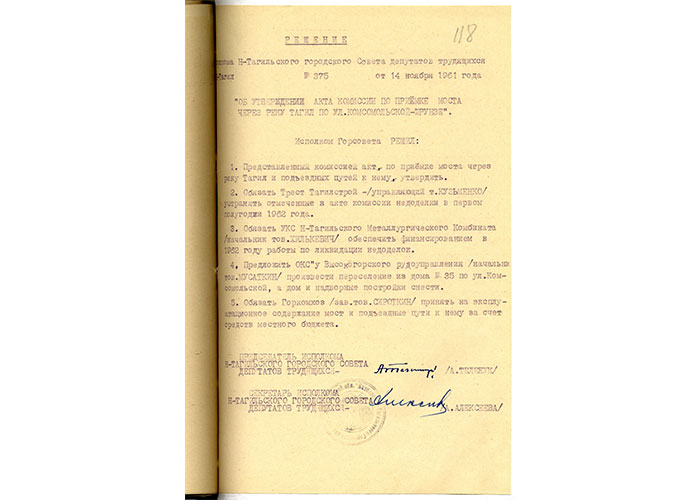 118
РЕШЕНИЕ
Н-Тагильского городского Совета депутатов трудящихся
№ 375 от 14 ноября 1961 года
"ОБ УТВЕРЖДЕНИИ АКТА КОМИССИИ ПО ПРИЁМКЕ МОСТА
ЧЕРЕЗ РЕКУ ТАГИЛ ПО УЛ.КОМСОМОЛЬСКОЙ-ФРУНЗЕ".
Исполком Горсовета РЕШИЛ:
1. Представленный комиссией акт, по приёмке моста через
реку Тагил и подъездных путей к нему, утвердить.
2. Обязать Трест Тагилстрой -/управляющий т.КУЗЬМЕНКО/
устранить отмеченные в акте комиссии недоделки в первом
полугодии 1962 года.
3. Обязать УКС Н-Тагильского Металлургического Комбината
/начальник тов.ХИЛЬКЕВИЧ/ обеспечить финансированием в
1962 году работы по ликвидации недоделок.
4. Предложить ОКС"у Высокогорского рудоуправления /начальник
тов.МУСАТКИН/ произвести переселение из дома № 35 по ул.Ком-
сомольской, а дом и надворные постройки снести.
5. Обязать Горкомхоз /зав.тов.СИРОТКИН/ принять на эксплу-
атационное содержание мост и подъездные пути к нему за счет
средств местного бюджета.
ПРЕДСЕДАТЕЛЬ ИСПОЛКОМА
Н-ТАГИЛЬСКОГО ГОРОДСКОГО СОВЕТА
ДЕПУТАТОВ ТРУДЯЩИХСЯ-
СЕКРЕТАРЬ ИСПОЛКОМА
Н-ТАГИЛЬСКОГО ГОРОДСКОГО СОВЕТА
ДЕПУТАТОВ ТРУДЯЩИХСЯ- А.АЛЕКСЕЕВА/